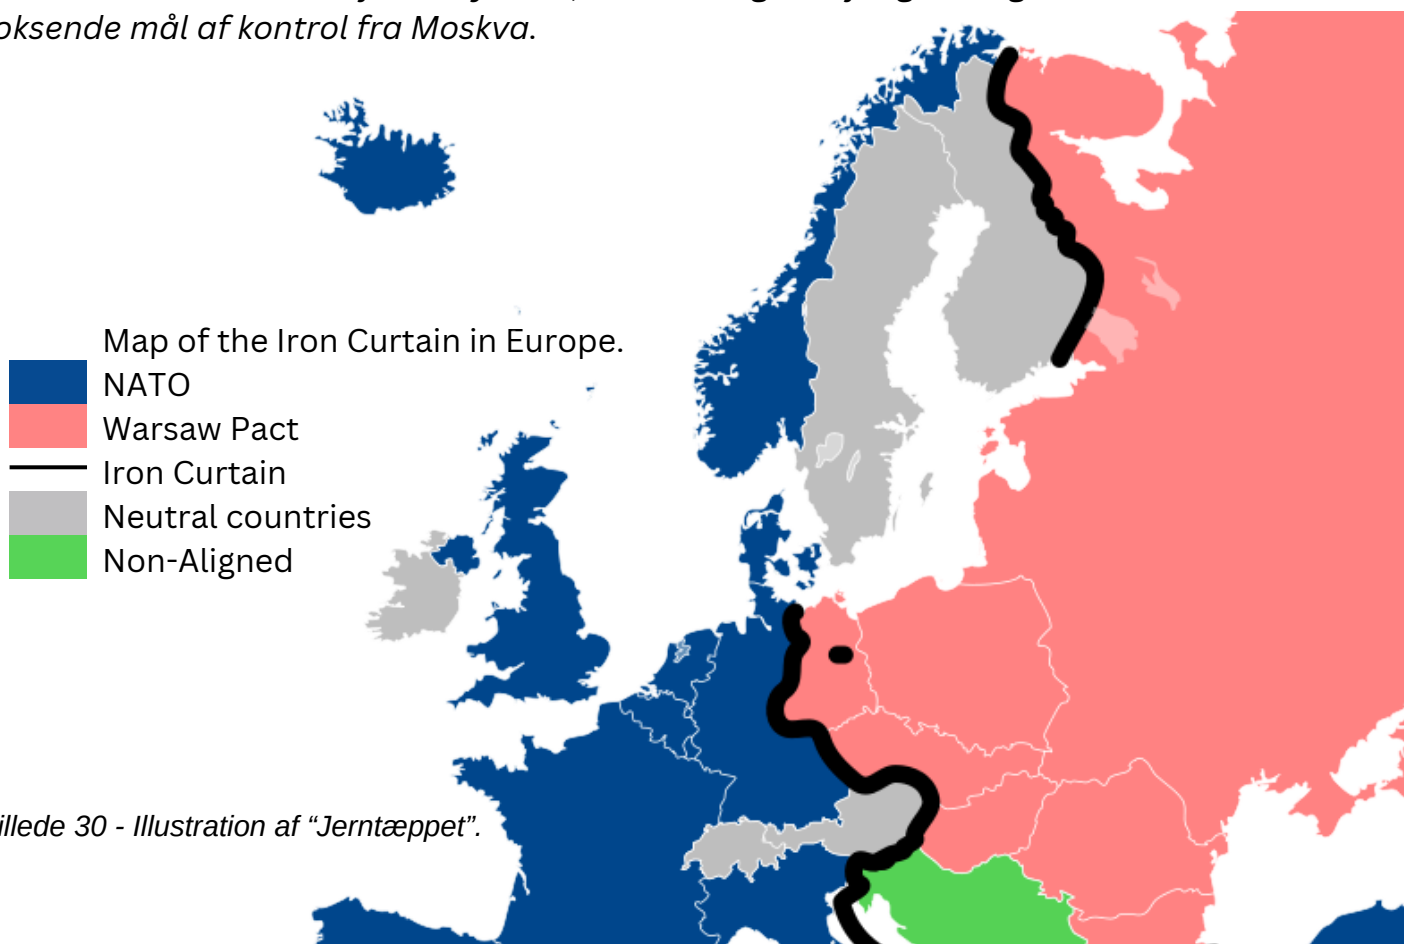 oksende mål af kontrol fra Moskva.
Map of the Iron Curtain in Europe.
NATO
Warsaw Pact
Iron Curtain
Neutral countries
Non-Aligned
illede 30 - Illustration af “Jerntæppet”.